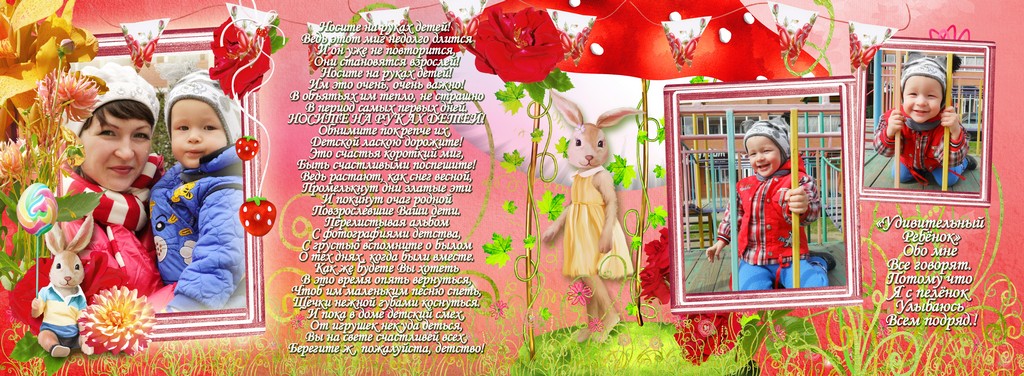 Носите на руках детей!
Ведь этот миг недолго длится
И он уже не повторится,
Они становятся взрослей!
Носите на руках детей!
Им это очень, очень важно!
В объятьях им тепло, не страшно
В период самых первых дней.
НОСИТЕ НА РУКАХ ДЕТЕЙ!
Обнимите покрепче их,
Детской ласкою дорожите!
Это счастья короткий миг,
Быть счастливыми поспешите!
Ведь растают, как снег весной,
Промелькнут дни златые эти
И покинут очаг родной
Повзрослевшие Ваши дети.
Перелистывая альбом
С фотографиями детства,
С грустью вспомните о былом
О тех днях, когда были вместе.
Как же будете Вы хотеть
В это время опять вернуться,
Чтоб им маленьким песню спеть,
Щечки нежной губами коснуться.
И пока в доме детский смех,
От игрушек некуда деться,
Вы на свете счастливей всех,
Берегите ж, пожалуйста, детство!
«Удивительный
Ребёнок»
Обо мне
Все говорят.
Потому что
Я с пелёнок
Улыбаюсь
Всем подряд.!